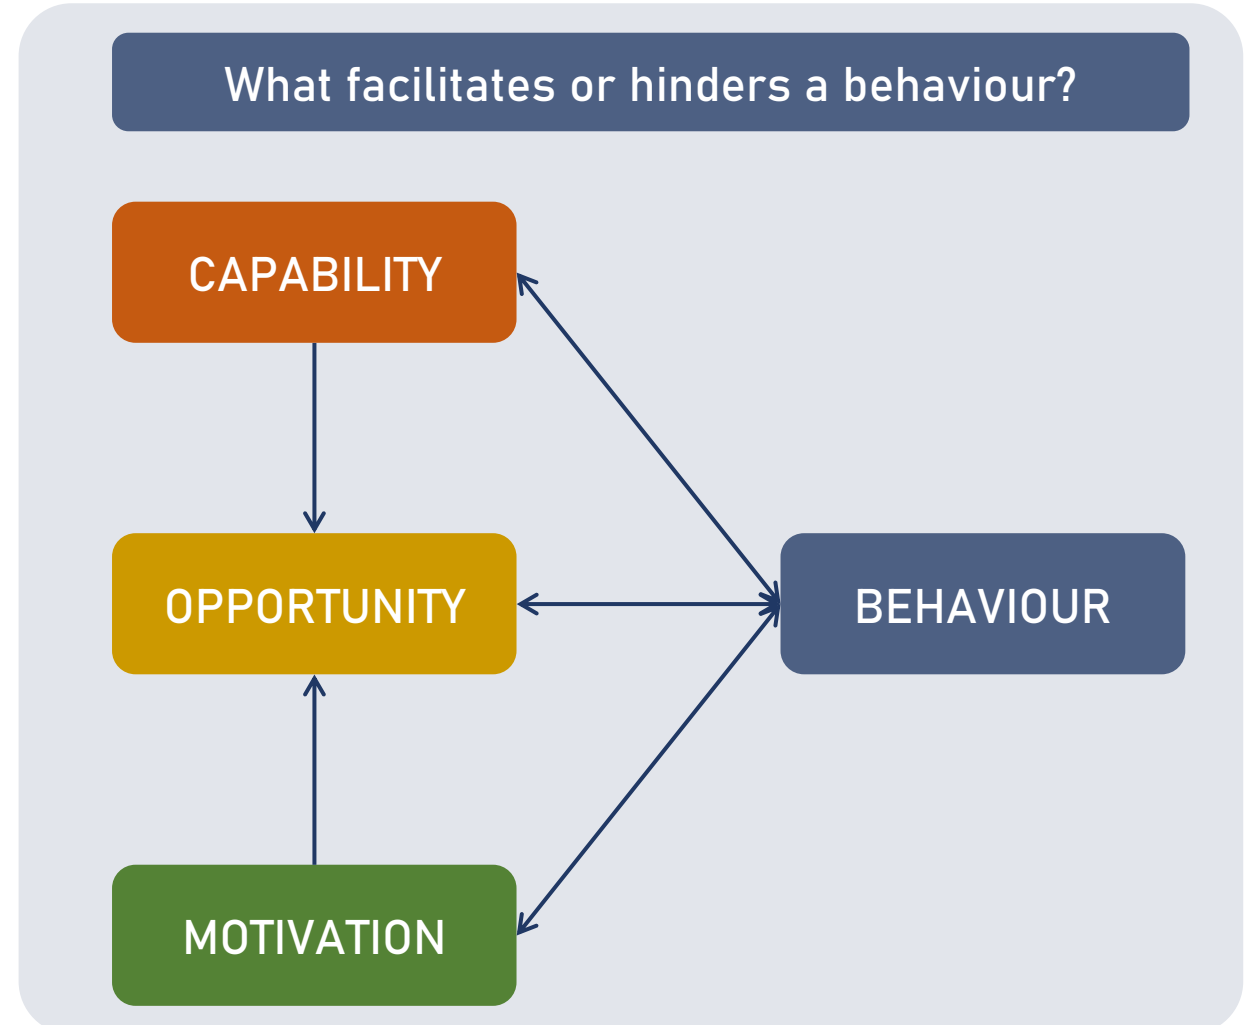 What facilitates or hinders a behaviour?
CAPABILITY
OPPORTUNITY
BEHAVIOUR
MOTIVATION